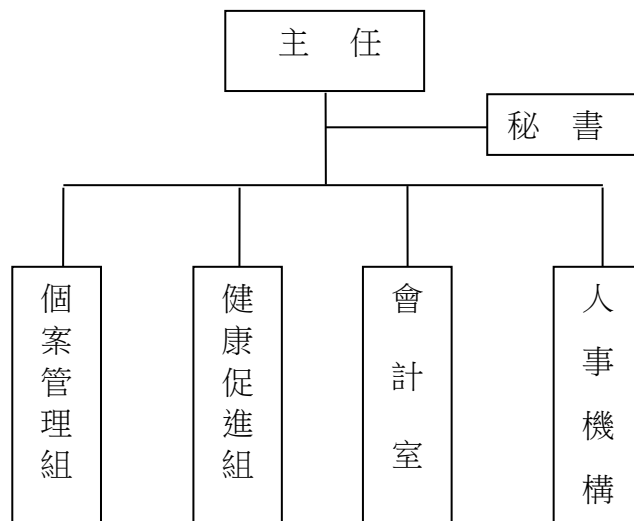 主 任
秘 書
個案管理組
健康促進組
會計室
人事機構